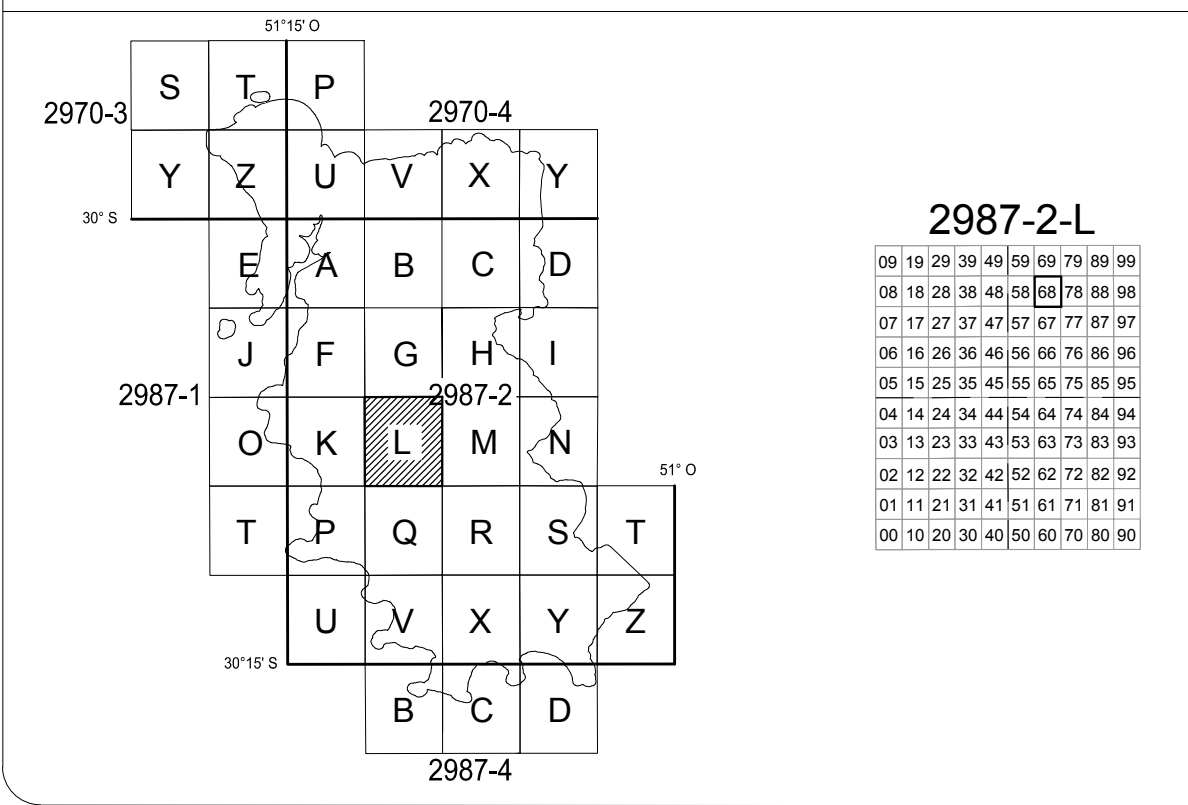 51°15' O
S T P
2970-3 2970-4
Y Z U V X Y
30° S
E A B C D
J F G H I
2987-1 2987-2
O K L M N
51° O
T P Q R S T
U V X Y Z
30°15' S
B C D
2987-4
2987-2-L
09 19 29 39 49 59 69 79 89 99
08 18 28 38 48 58 68 78 88 98
07 17 27 37 47 57 67 77 87 97
06 16 26 36 46 56 66 76 86 96
05 15 25 35 45 55 65 75 85 95
04 14 24 34 44 54 64 74 84 94
03 13 23 33 43 53 63 73 83 93
02 12 22 32 42 52 62 72 82 92
01 11 21 31 41 51 61 71 81 91
00 10 20 30 40 50 60 70 80 90